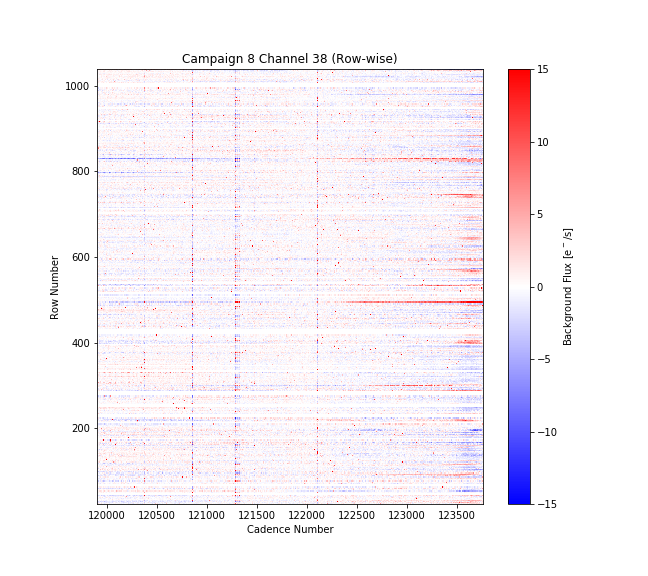 Campaign 8 Channel 38 (Row-wise)
Row Number
1000
800
600
400
200
120000 120500 121000 121500 122000 122500 123000 123500
Cadence Number
15
10
5
0
−5
−10
−15
Background Flux [e⁻/s]